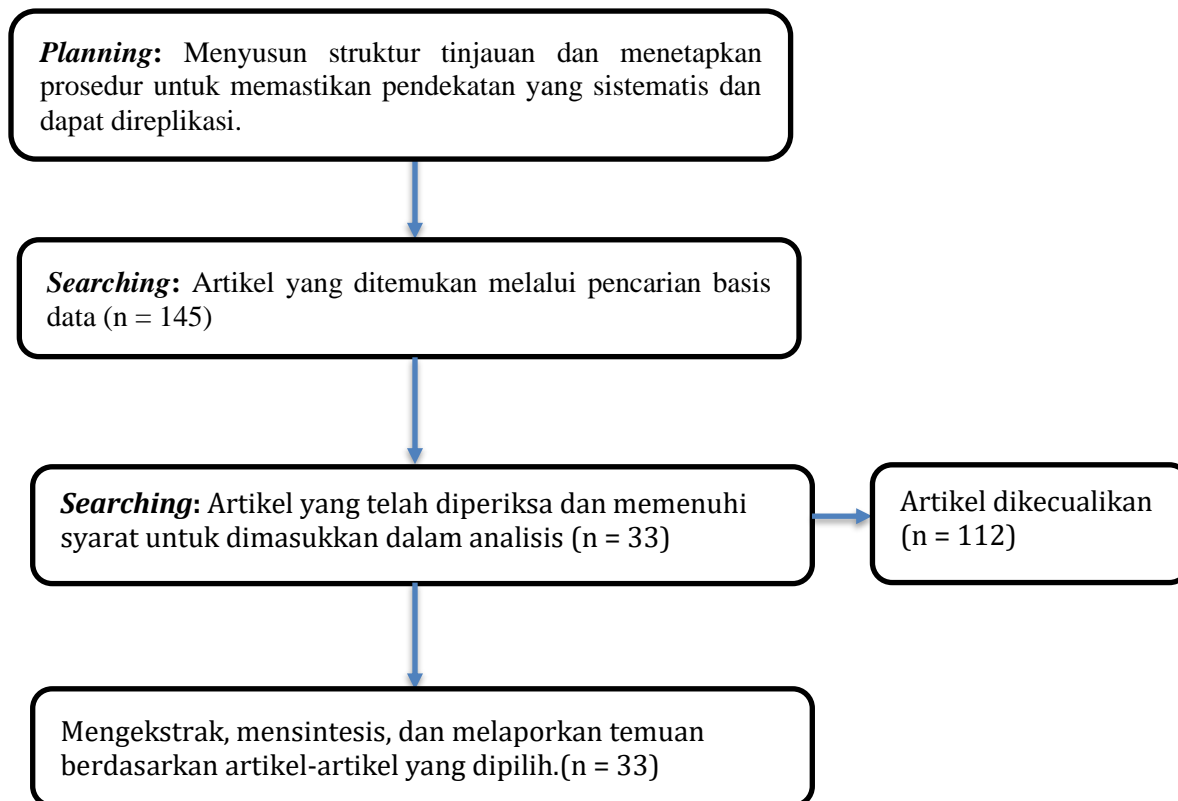 Planning: Menyusun struktur tinjauan dan menetapkan
prosedur untuk memastikan pendekatan yang sistematis dan
dapat direplikasi.
Searching: Artikel yang ditemukan melalui pencarian basis
data (n = 145)
Searching: Artikel yang telah diperiksa dan memenuhi
syarat untuk dimasukkan dalam analisis (n = 33)
Artikel dikecualikan
(n = 112)
Mengekstrak, mensintesis, dan melaporkan temuan
berdasarkan artikel-artikel yang dipilih.(n = 33)